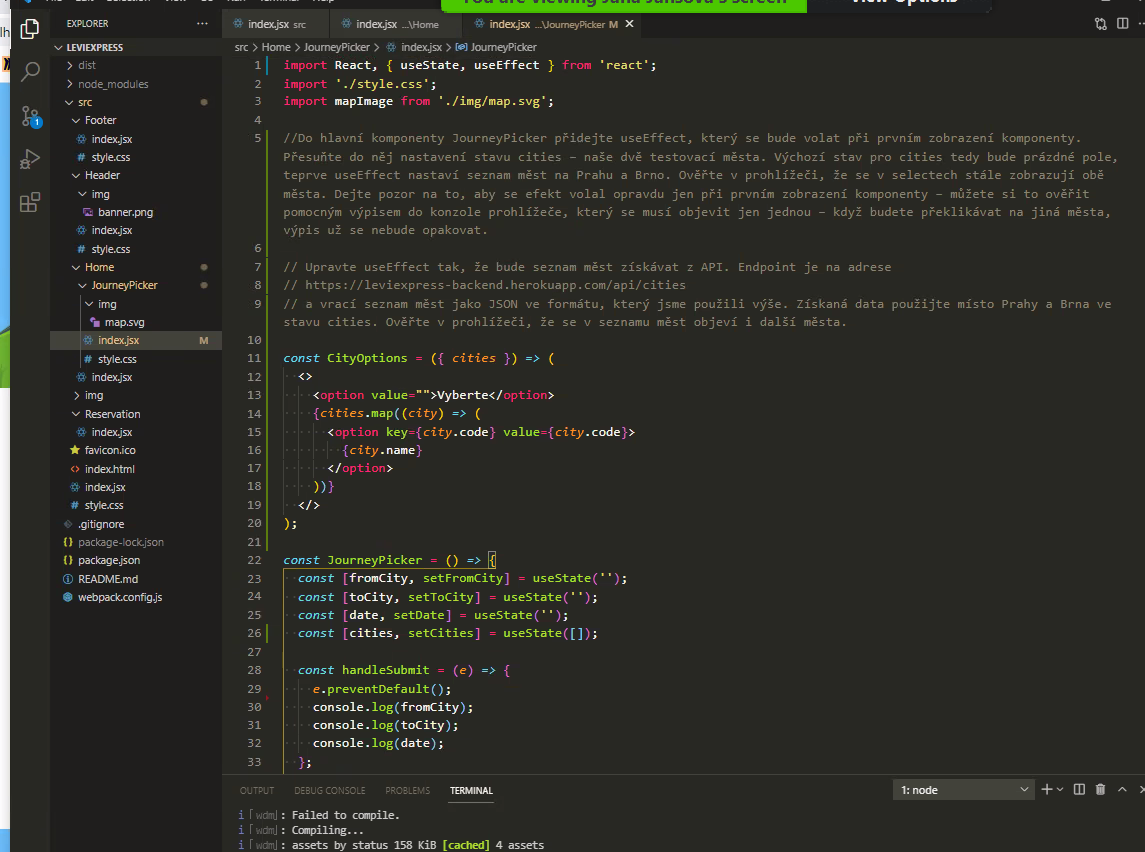 You are viewing Jana Jansová's screen
View Options
EXPLORER
LEVIEXPRESS
dist
node_modules
src
Footer
index.jsx
style.css
Header
img
banner.png
index.jsx
style.css
Home
JourneyPicker
img
map.svg
index.jsx M
style.css
index.jsx
img
Reservation
index.jsx
favicon.ico
index.html
index.jsx
style.css
.gitignore
package-lock.json
package.json
README.md
webpack.config.js
1
index.jsx src
index.jsx ...\Home
index.jsx ...\JourneyPicker M
src > Home > JourneyPicker > index.jsx > JourneyPicker
1 import React, { useState, useEffect } from 'react';
2 import './style.css';
3 import mapImage from './img/map.svg';
4
5 //Do hlavní komponenty JourneyPicker přidejte useEffect, který se bude volat při prvním zobrazení komponenty.
Přesuňte do něj nastavení stavu cities – naše dvě testovací města. Výchozí stav pro cities tedy bude prázdné pole,
teprve useEffect nastaví seznam měst na Prahu a Brno. Ověřte v prohlížeči, že se v selectech stále zobrazují obě
města. Dejte pozor na to, aby se efekt volal opravdu jen při prvním zobrazení komponenty – můžete si to ověřit
pomocným výpisem do konzole prohlížeče, který se musí objevit jen jednou – když budete překlikávat na jiná města,
výpis už se nebude opakovat.
6
7 // Upravte useEffect tak, že bude seznam měst získávat z API. Endpoint je na adrese
8 // https://leviexpress-backend.herokuapp.com/api/cities
9 // a vrací seznam měst jako JSON ve formátu, který jsme použili výše. Získaná data použijte místo Prahy a Brna ve
stavu cities. Ověřte v prohlížeči, že se v seznamu měst objeví i další města.
10
11 const CityOptions = ({ cities }) => (
12 <>
13 <option value="">Vyberte</option>
14 {cities.map((city) => (
15 <option key={city.code} value={city.code}>
16 {city.name}
17 </option>
18 ))}
19 </>
20 );
21
22 const JourneyPicker = () => {
23 const [fromCity, setFromCity] = useState('');
24 const [toCity, setToCity] = useState('');
25 const [date, setDate] = useState('');
26 const [cities, setCities] = useState([]);
27
28 const handleSubmit = (e) => {
29 e.preventDefault();
30 console.log(fromCity);
31 console.log(toCity);
32 console.log(date);
33 };
OUTPUT DEBUG CONSOLE PROBLEMS TERMINAL 1: node
i ｢wdm｣: Failed to compile.
i ｢wdm｣: Compiling...
i ｢wdm｣: assets by status 158 KiB [cached] 4 assets